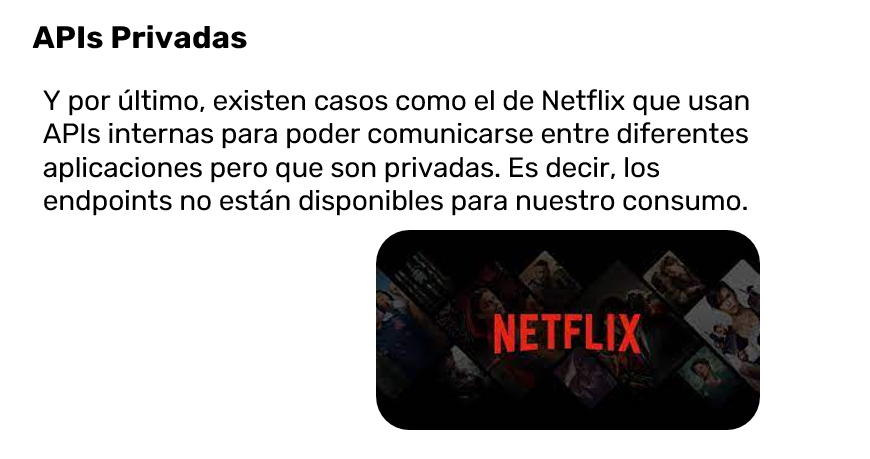 APIs Privadas
Y por último, existen casos como el de Netflix que usan
APIs internas para poder comunicarse entre diferentes
aplicaciones pero que son privadas. Es decir, los
endpoints no están disponibles para nuestro consumo.
NETFLIX